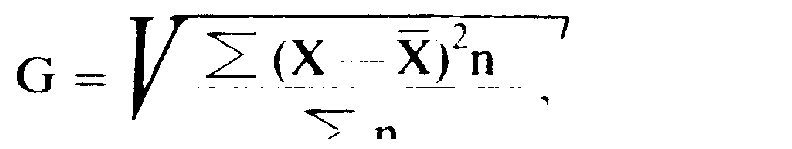 G = √ Σ (X − X̄)²n / Σ n ,